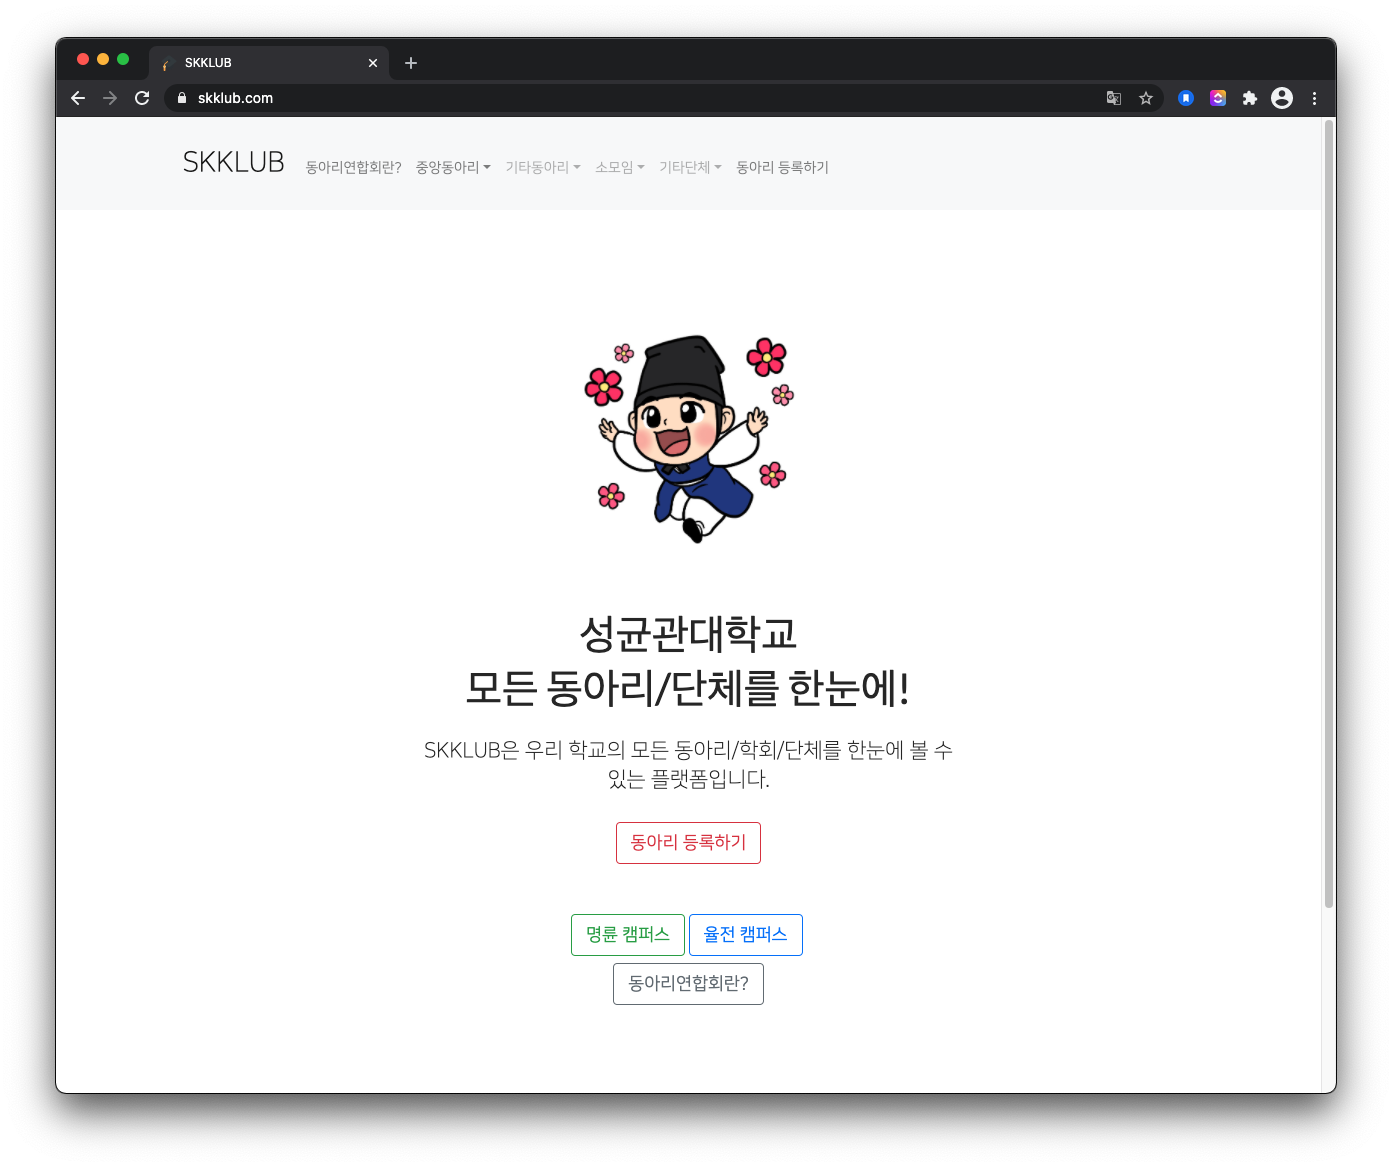 SKKLUB
skklub.com
SKKLUB 동아리연합회란? 중앙동아리 기타동아리 소모임 기타단체 동아리 등록하기
성균관대학교
모든 동아리/단체를 한눈에!
SKKLUB은 우리 학교의 모든 동아리/학회/단체를 한눈에 볼 수
있는 플랫폼입니다.
동아리 등록하기
명륜 캠퍼스 율전 캠퍼스
동아리연합회란?